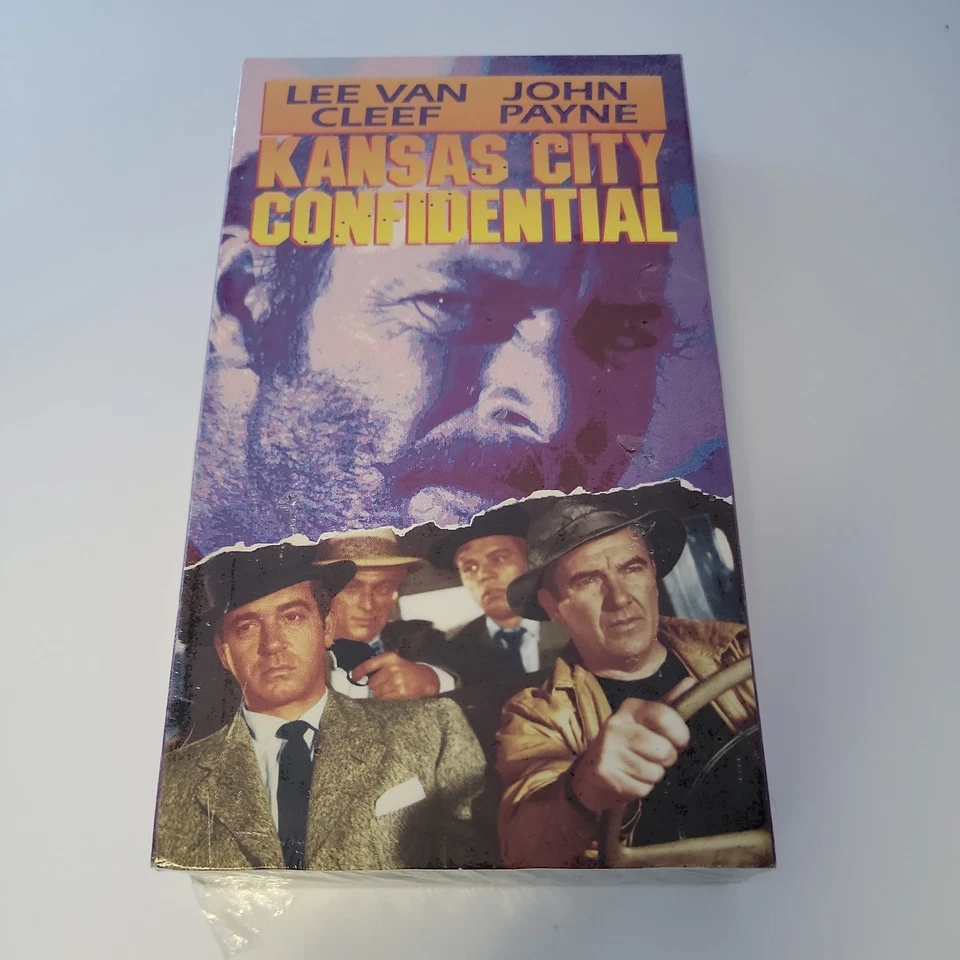 LEE VAN CLEEF
JOHN PAYNE
KANSAS CITY
CONFIDENTIAL